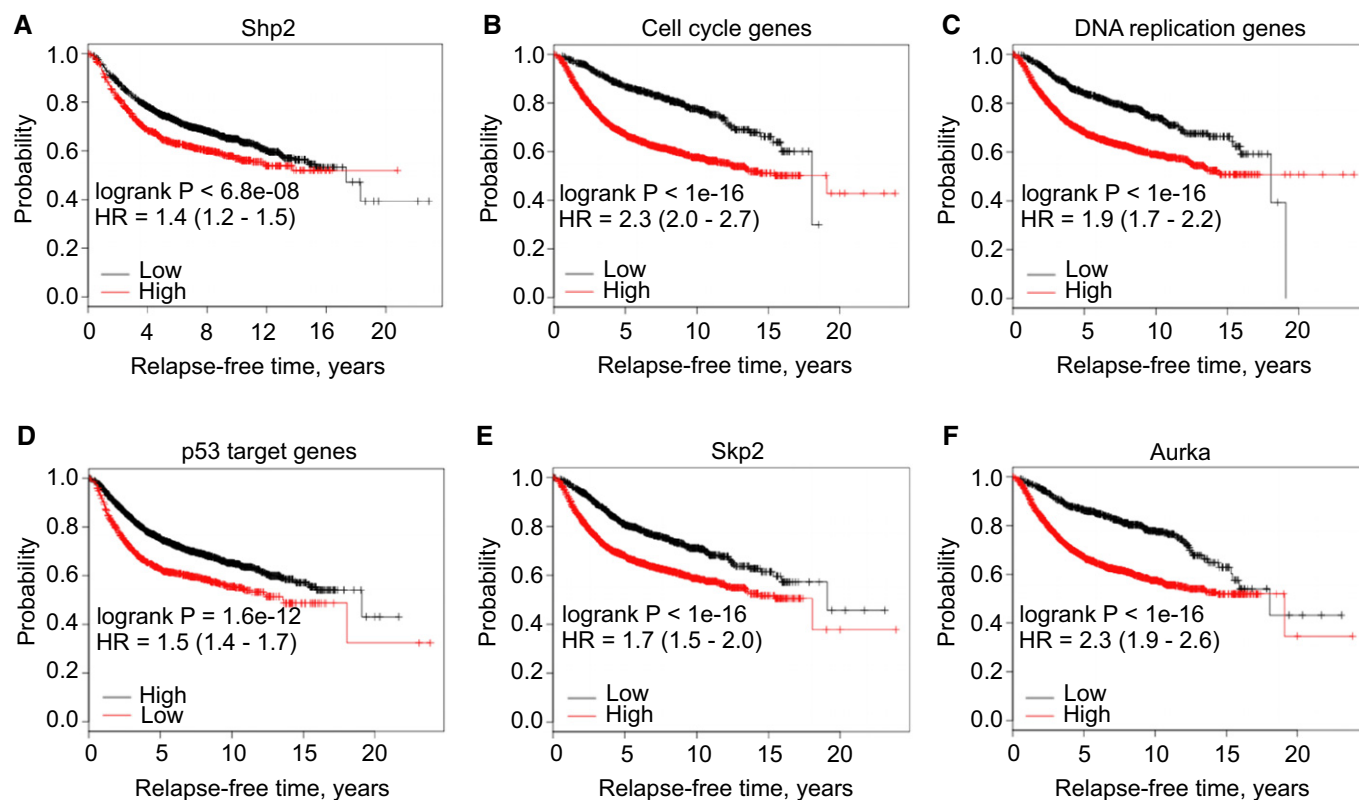 A
Shp2
Probability
1.0
0.8
0.6
0.4
0.2
0.0
logrank P < 6.8e-08
HR = 1.4 (1.2 - 1.5)
Low
High
0 4 8 12 16 20
Relapse-free time, years
B
Cell cycle genes
Probability
1.0
0.8
0.6
0.4
0.2
0.0
logrank P < 1e-16
HR = 2.3 (2.0 - 2.7)
Low
High
0 5 10 15 20
Relapse-free time, years
C
DNA replication genes
Probability
1.0
0.8
0.6
0.4
0.2
0.0
logrank P < 1e-16
HR = 1.9 (1.7 - 2.2)
Low
High
0 5 10 15 20
Relapse-free time, years
D
p53 target genes
Probability
1.0
0.8
0.6
0.4
0.2
0.0
logrank P = 1.6e-12
HR = 1.5 (1.4 - 1.7)
High
Low
0 5 10 15 20
Relapse-free time, years
E
Skp2
Probability
1.0
0.8
0.6
0.4
0.2
0.0
logrank P < 1e-16
HR = 1.7 (1.5 - 2.0)
Low
High
0 5 10 15 20
Relapse-free time, years
F
Aurka
Probability
1.0
0.8
0.6
0.4
0.2
0.0
logrank P < 1e-16
HR = 2.3 (1.9 - 2.6)
Low
High
0 5 10 15 20
Relapse-free time, years